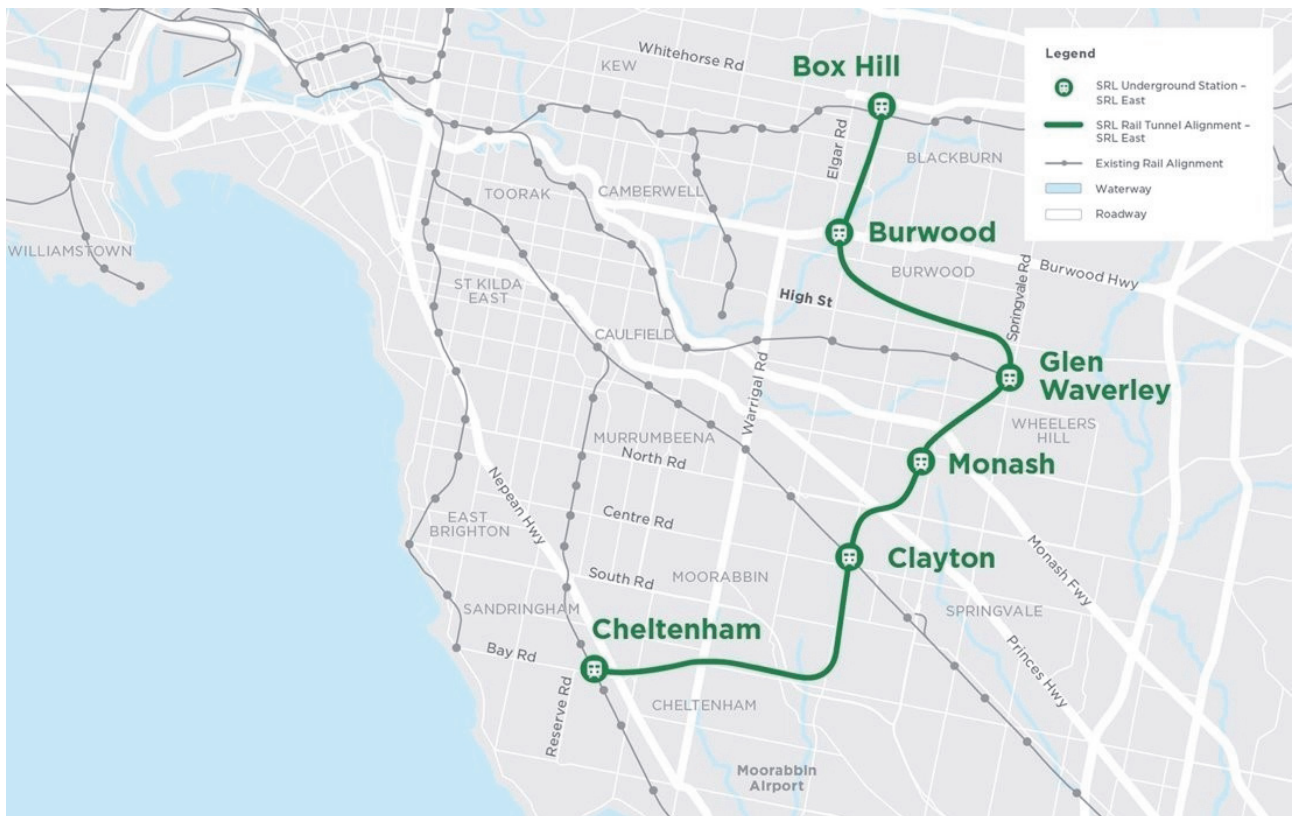 Whitehorse Rd
KEW
Box Hill
Elgar Rd
BLACKBURN
Legend
SRL Underground Station –
SRL East
SRL Rail Tunnel Alignment –
SRL East
Existing Rail Alignment
Waterway
Roadway
TOORAK
CAMBERWELL
WILLIAMSTOWN
Burwood
BURWOOD
Burwood Hwy
Springvale Rd
ST KILDA
EAST
High St
CAULFIELD
Glen
Waverley
Warrigal Rd
WHEELERS
HILL
MURRUMBEENA
North Rd
Monash
Nepean Hwy
EAST
BRIGHTON
Centre Rd
Clayton
Monash Fwy
South Rd
MOORABBIN
SANDRINGHAM
SPRINGVALE
Cheltenham
Bay Rd
Princes Hwy
Reserve Rd
CHELTENHAM
Moorabbin
Airport